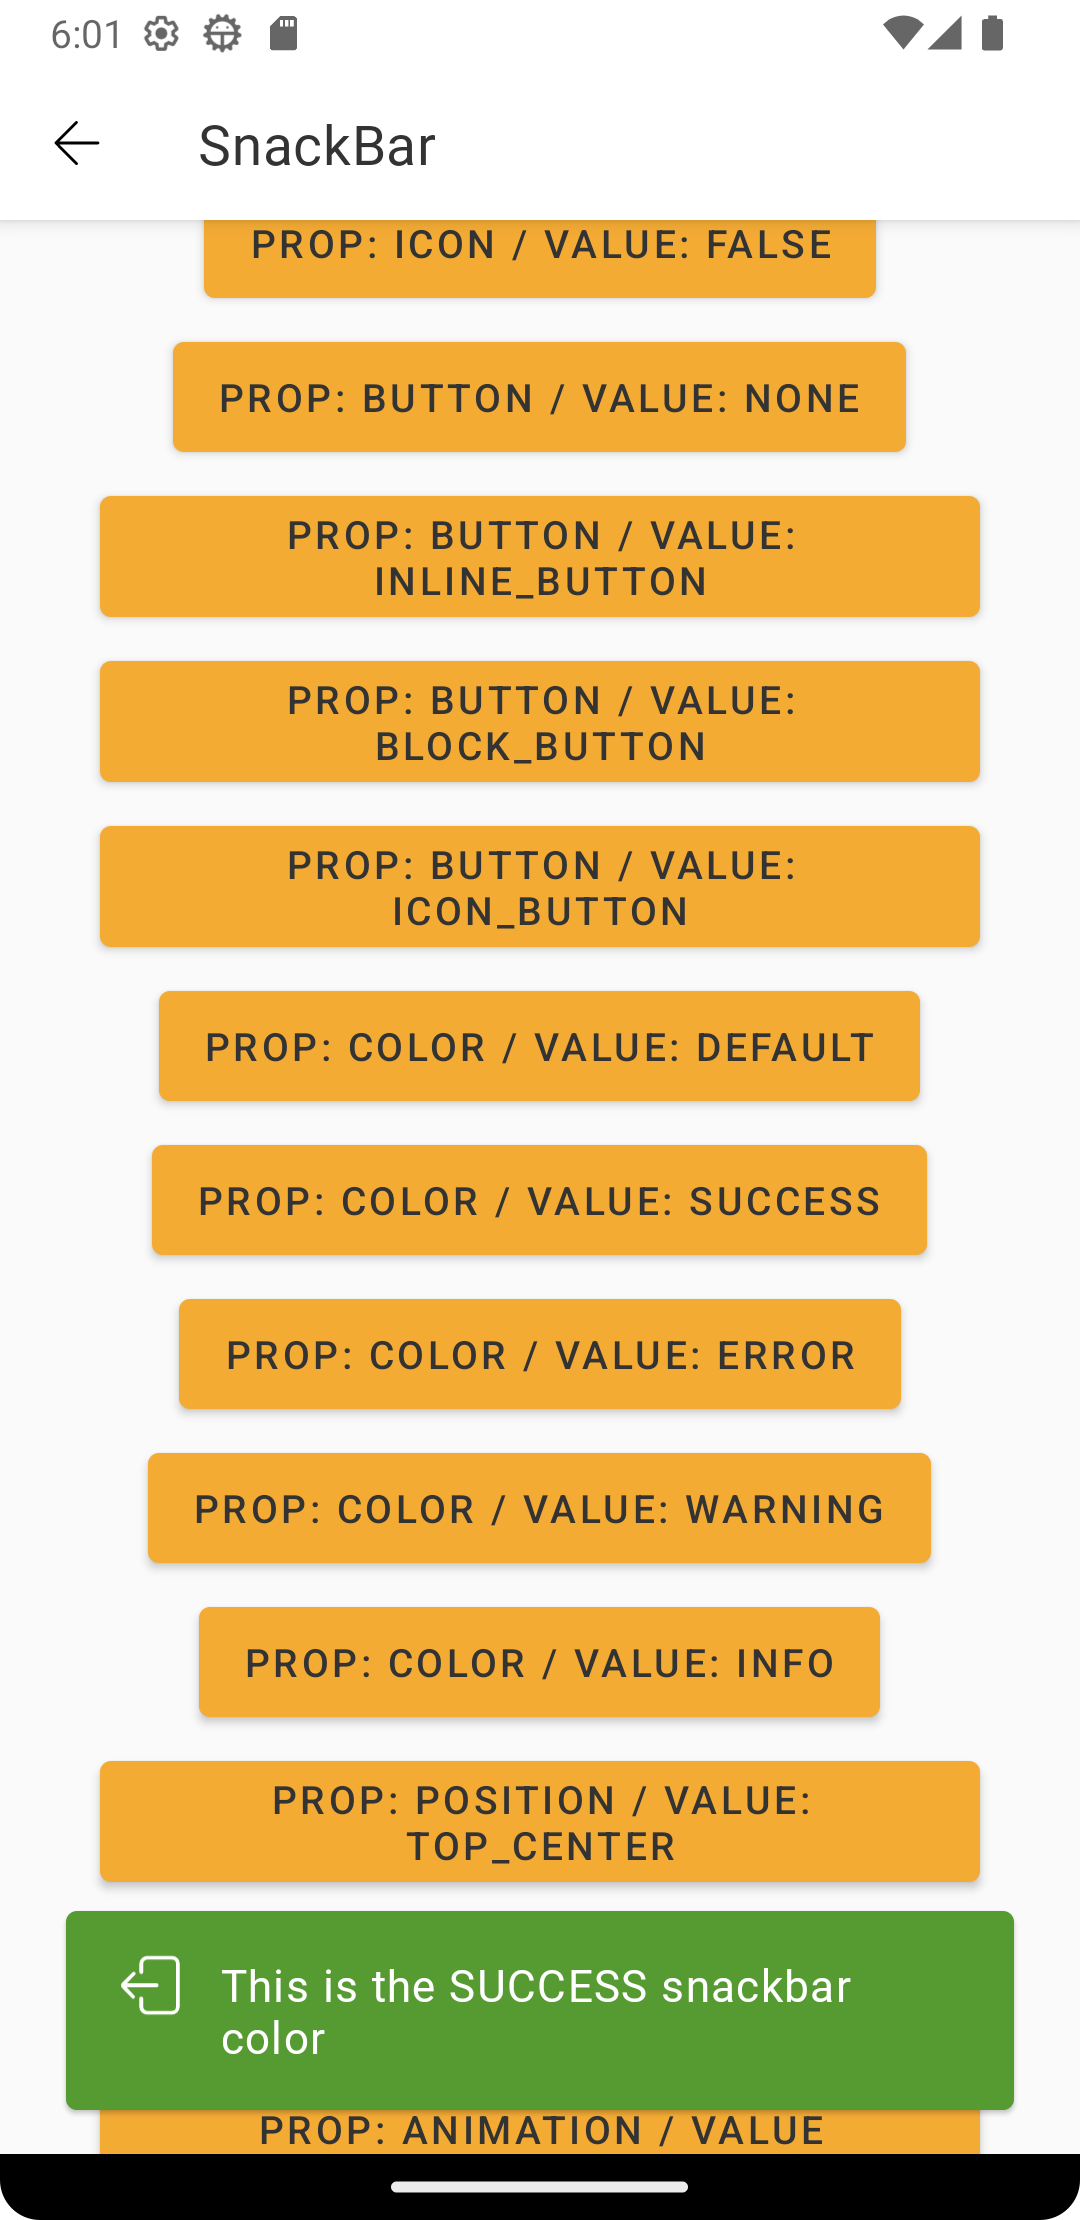 6:01
SnackBar
PROP: ICON / VALUE: FALSE
PROP: BUTTON / VALUE: NONE
PROP: BUTTON / VALUE:
INLINE_BUTTON
PROP: BUTTON / VALUE:
BLOCK_BUTTON
PROP: BUTTON / VALUE:
ICON_BUTTON
PROP: COLOR / VALUE: DEFAULT
PROP: COLOR / VALUE: SUCCESS
PROP: COLOR / VALUE: ERROR
PROP: COLOR / VALUE: WARNING
PROP: COLOR / VALUE: INFO
PROP: POSITION / VALUE:
TOP_CENTER
This is the SUCCESS snackbar
color
PROP: ANIMATION / VALUE